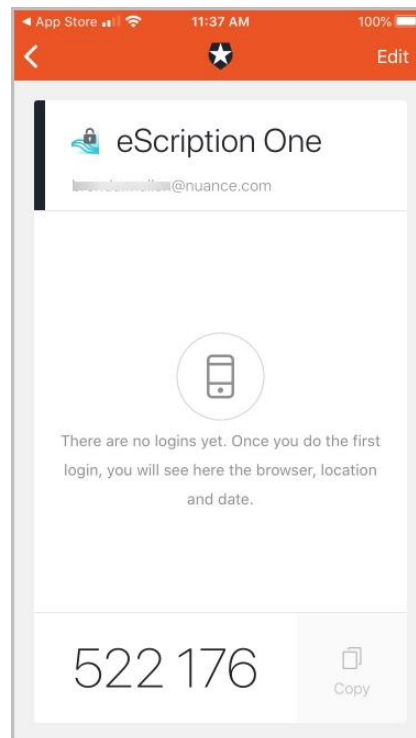 App Store 11:37 AM 100%
Edit
eScription One
@nuance.com
There are no logins yet. Once you do the first
login, you will see here the browser, location
and date.
522 176
Copy